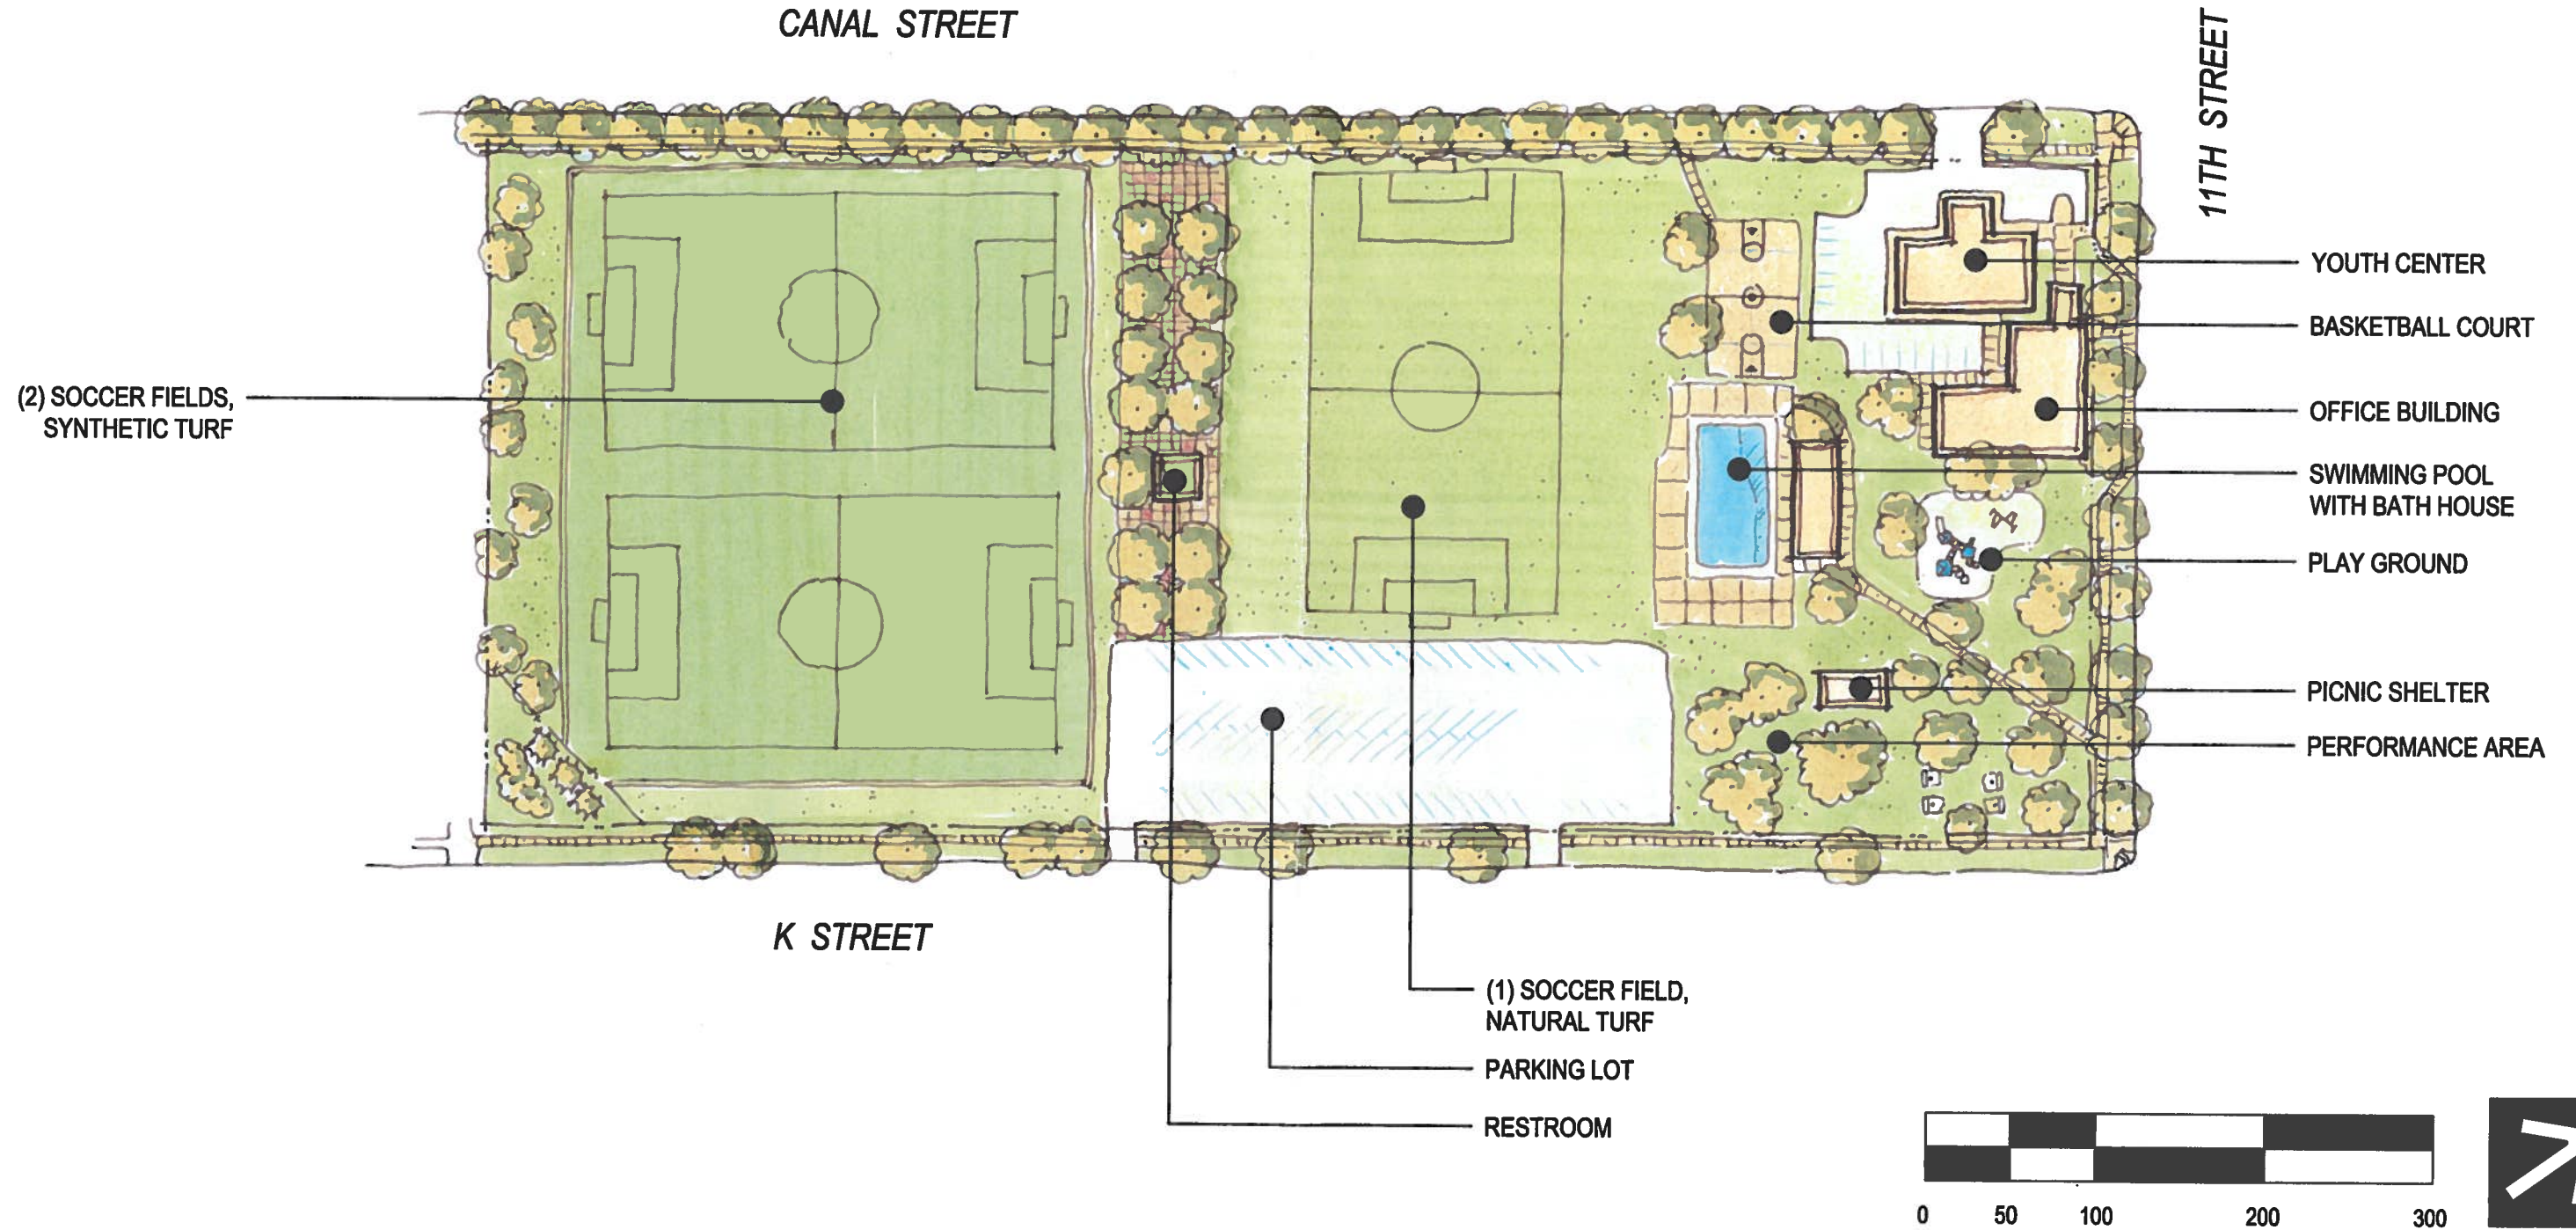 CANAL STREET
11TH STREET
YOUTH CENTER
BASKETBALL COURT
(2) SOCCER FIELDS,
SYNTHETIC TURF
OFFICE BUILDING
SWIMMING POOL
WITH BATH HOUSE
PLAY GROUND
PICNIC SHELTER
PERFORMANCE AREA
K STREET
(1) SOCCER FIELD,
NATURAL TURF
PARKING LOT
RESTROOM
0 50 100 200 300